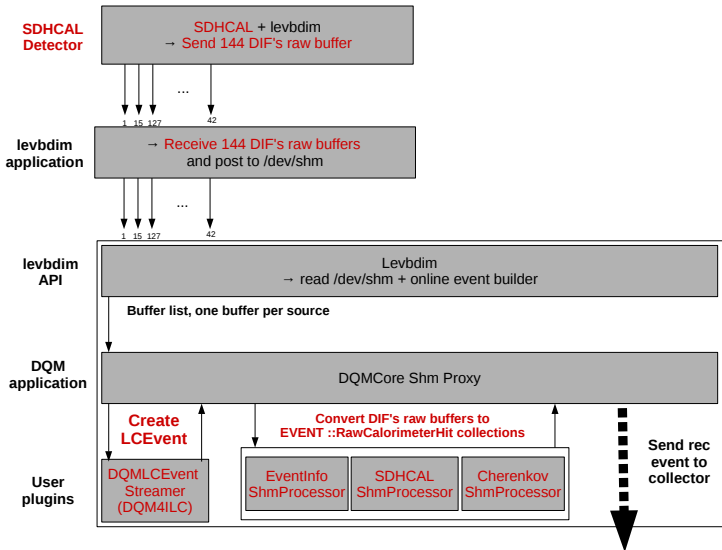 SDHCAL
Detector
SDHCAL + levbdim
→ Send 144 DIF's raw buffer
...
1 15 127 42
levbdim
application
→ Receive 144 DIF's raw buffers
and post to /dev/shm
...
1 15 127 42
levbdim
API
Levbdim
→ read /dev/shm + online event builder
Buffer list, one buffer per source
DQM
application
DQMCore Shm Proxy
Create
LCEvent
Convert DIF's raw buffers to
EVENT ::RawCalorimeterHit collections
Send rec
event to
collector
User
plugins
DQMLCEvent
Streamer
(DQM4ILC)
EventInfo
ShmProcessor
SDHCAL
ShmProcessor
Cherenkov
ShmProcessor